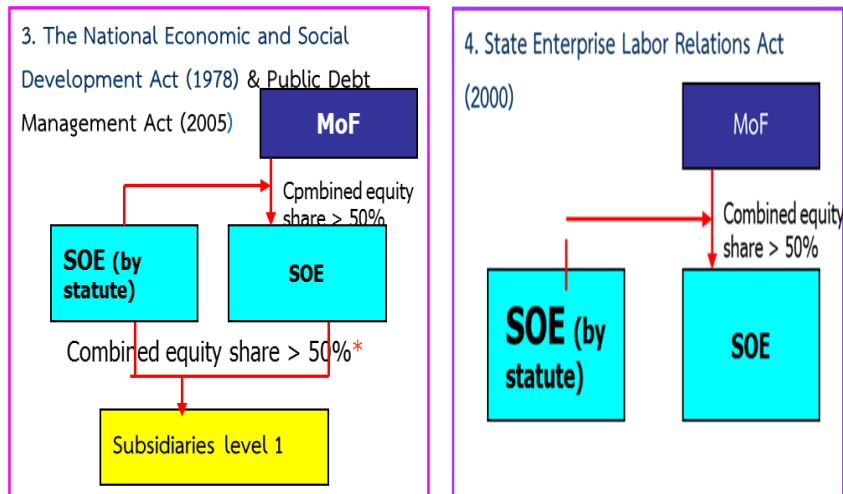 3. The National Economic and Social
Development Act (1978) & Public Debt
Management Act (2005)
MoF
Cpmbined equity
share > 50%
SOE (by
statute)
SOE
Combined equity share > 50%*
Subsidiaries level 1
4. State Enterprise Labor Relations Act
(2000)
MoF
Combined equity
share > 50%
SOE (by
statute)
SOE